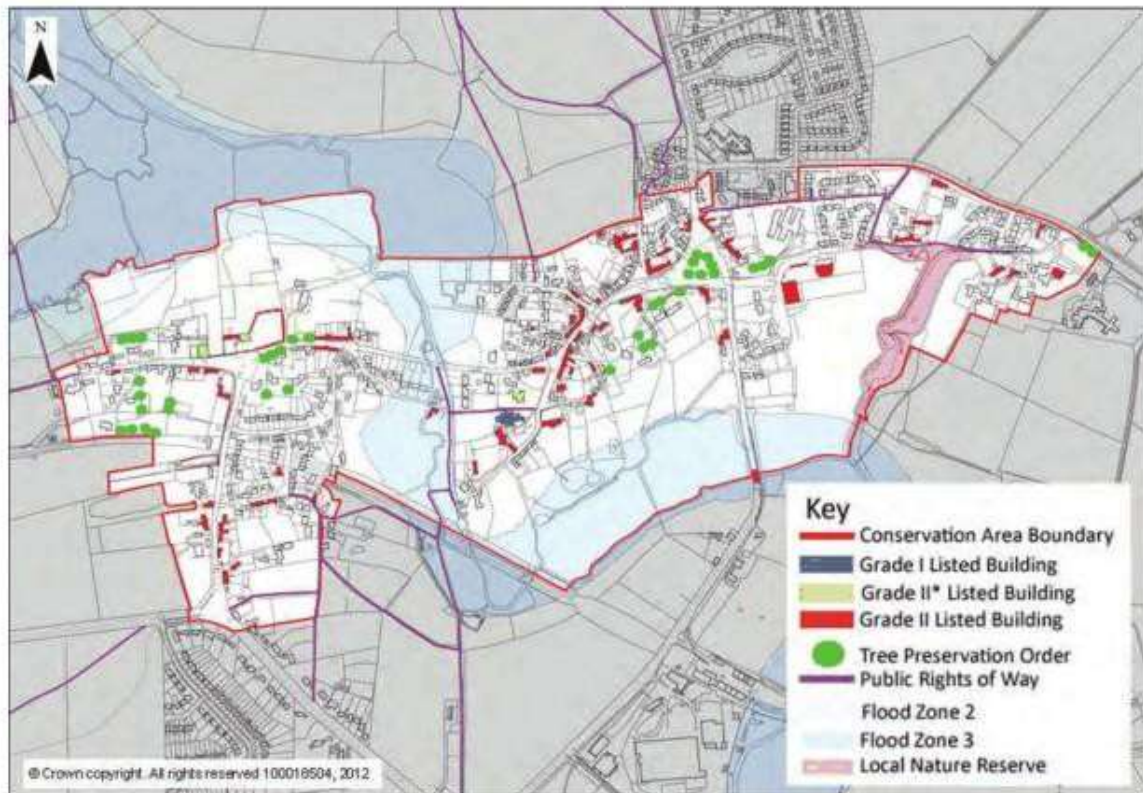 N
Key
Conservation Area Boundary
Grade I Listed Building
Grade II* Listed Building
Grade II Listed Building
Tree Preservation Order
Public Rights of Way
Flood Zone 2
Flood Zone 3
Local Nature Reserve
© Crown copyright. All rights reserved 100018504, 2012